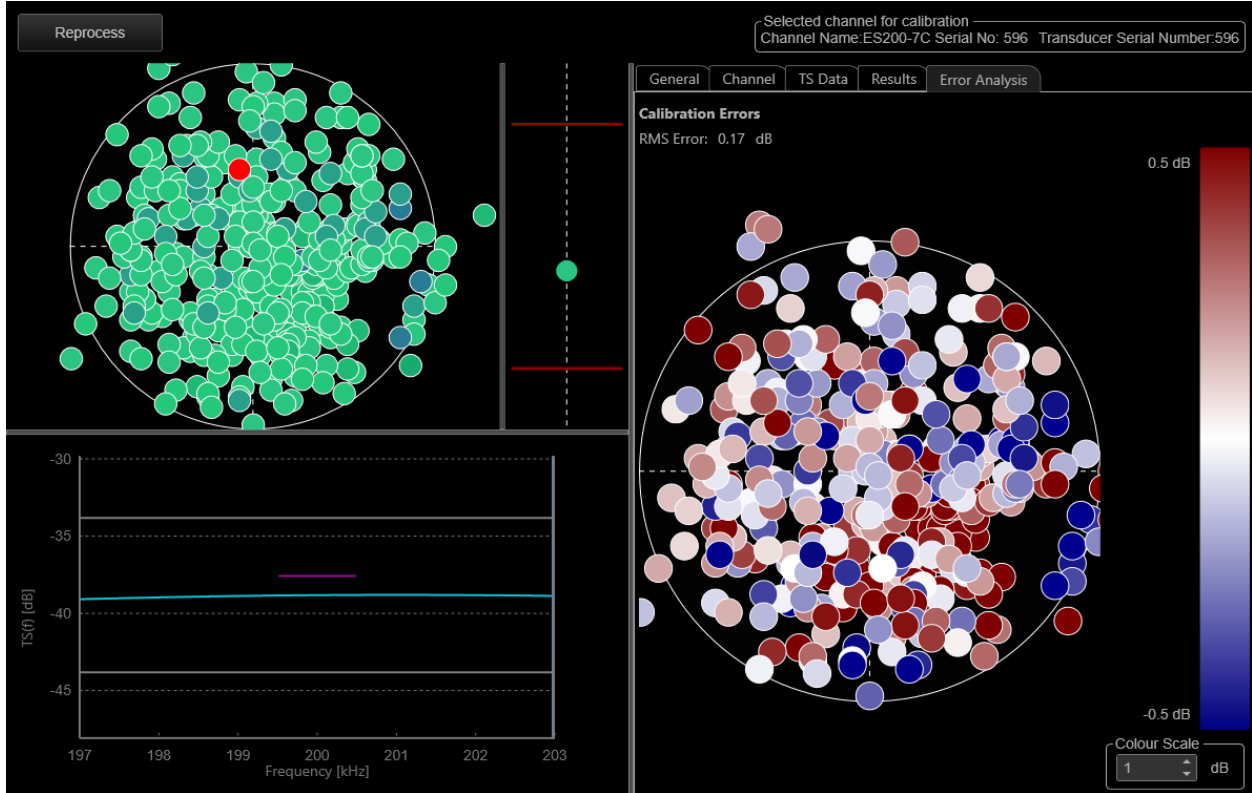 Reprocess
Selected channel for calibration
Channel Name:ES200-7C Serial No: 596 Transducer Serial Number:596
General Channel TS Data Results Error Analysis
Calibration Errors
RMS Error: 0.17 dB
0.5 dB
-0.5 dB
Colour Scale
1 dB
-30
-35
-40
-45
TS(f) [dB]
197 198 199 200 201 202 203
Frequency [kHz]